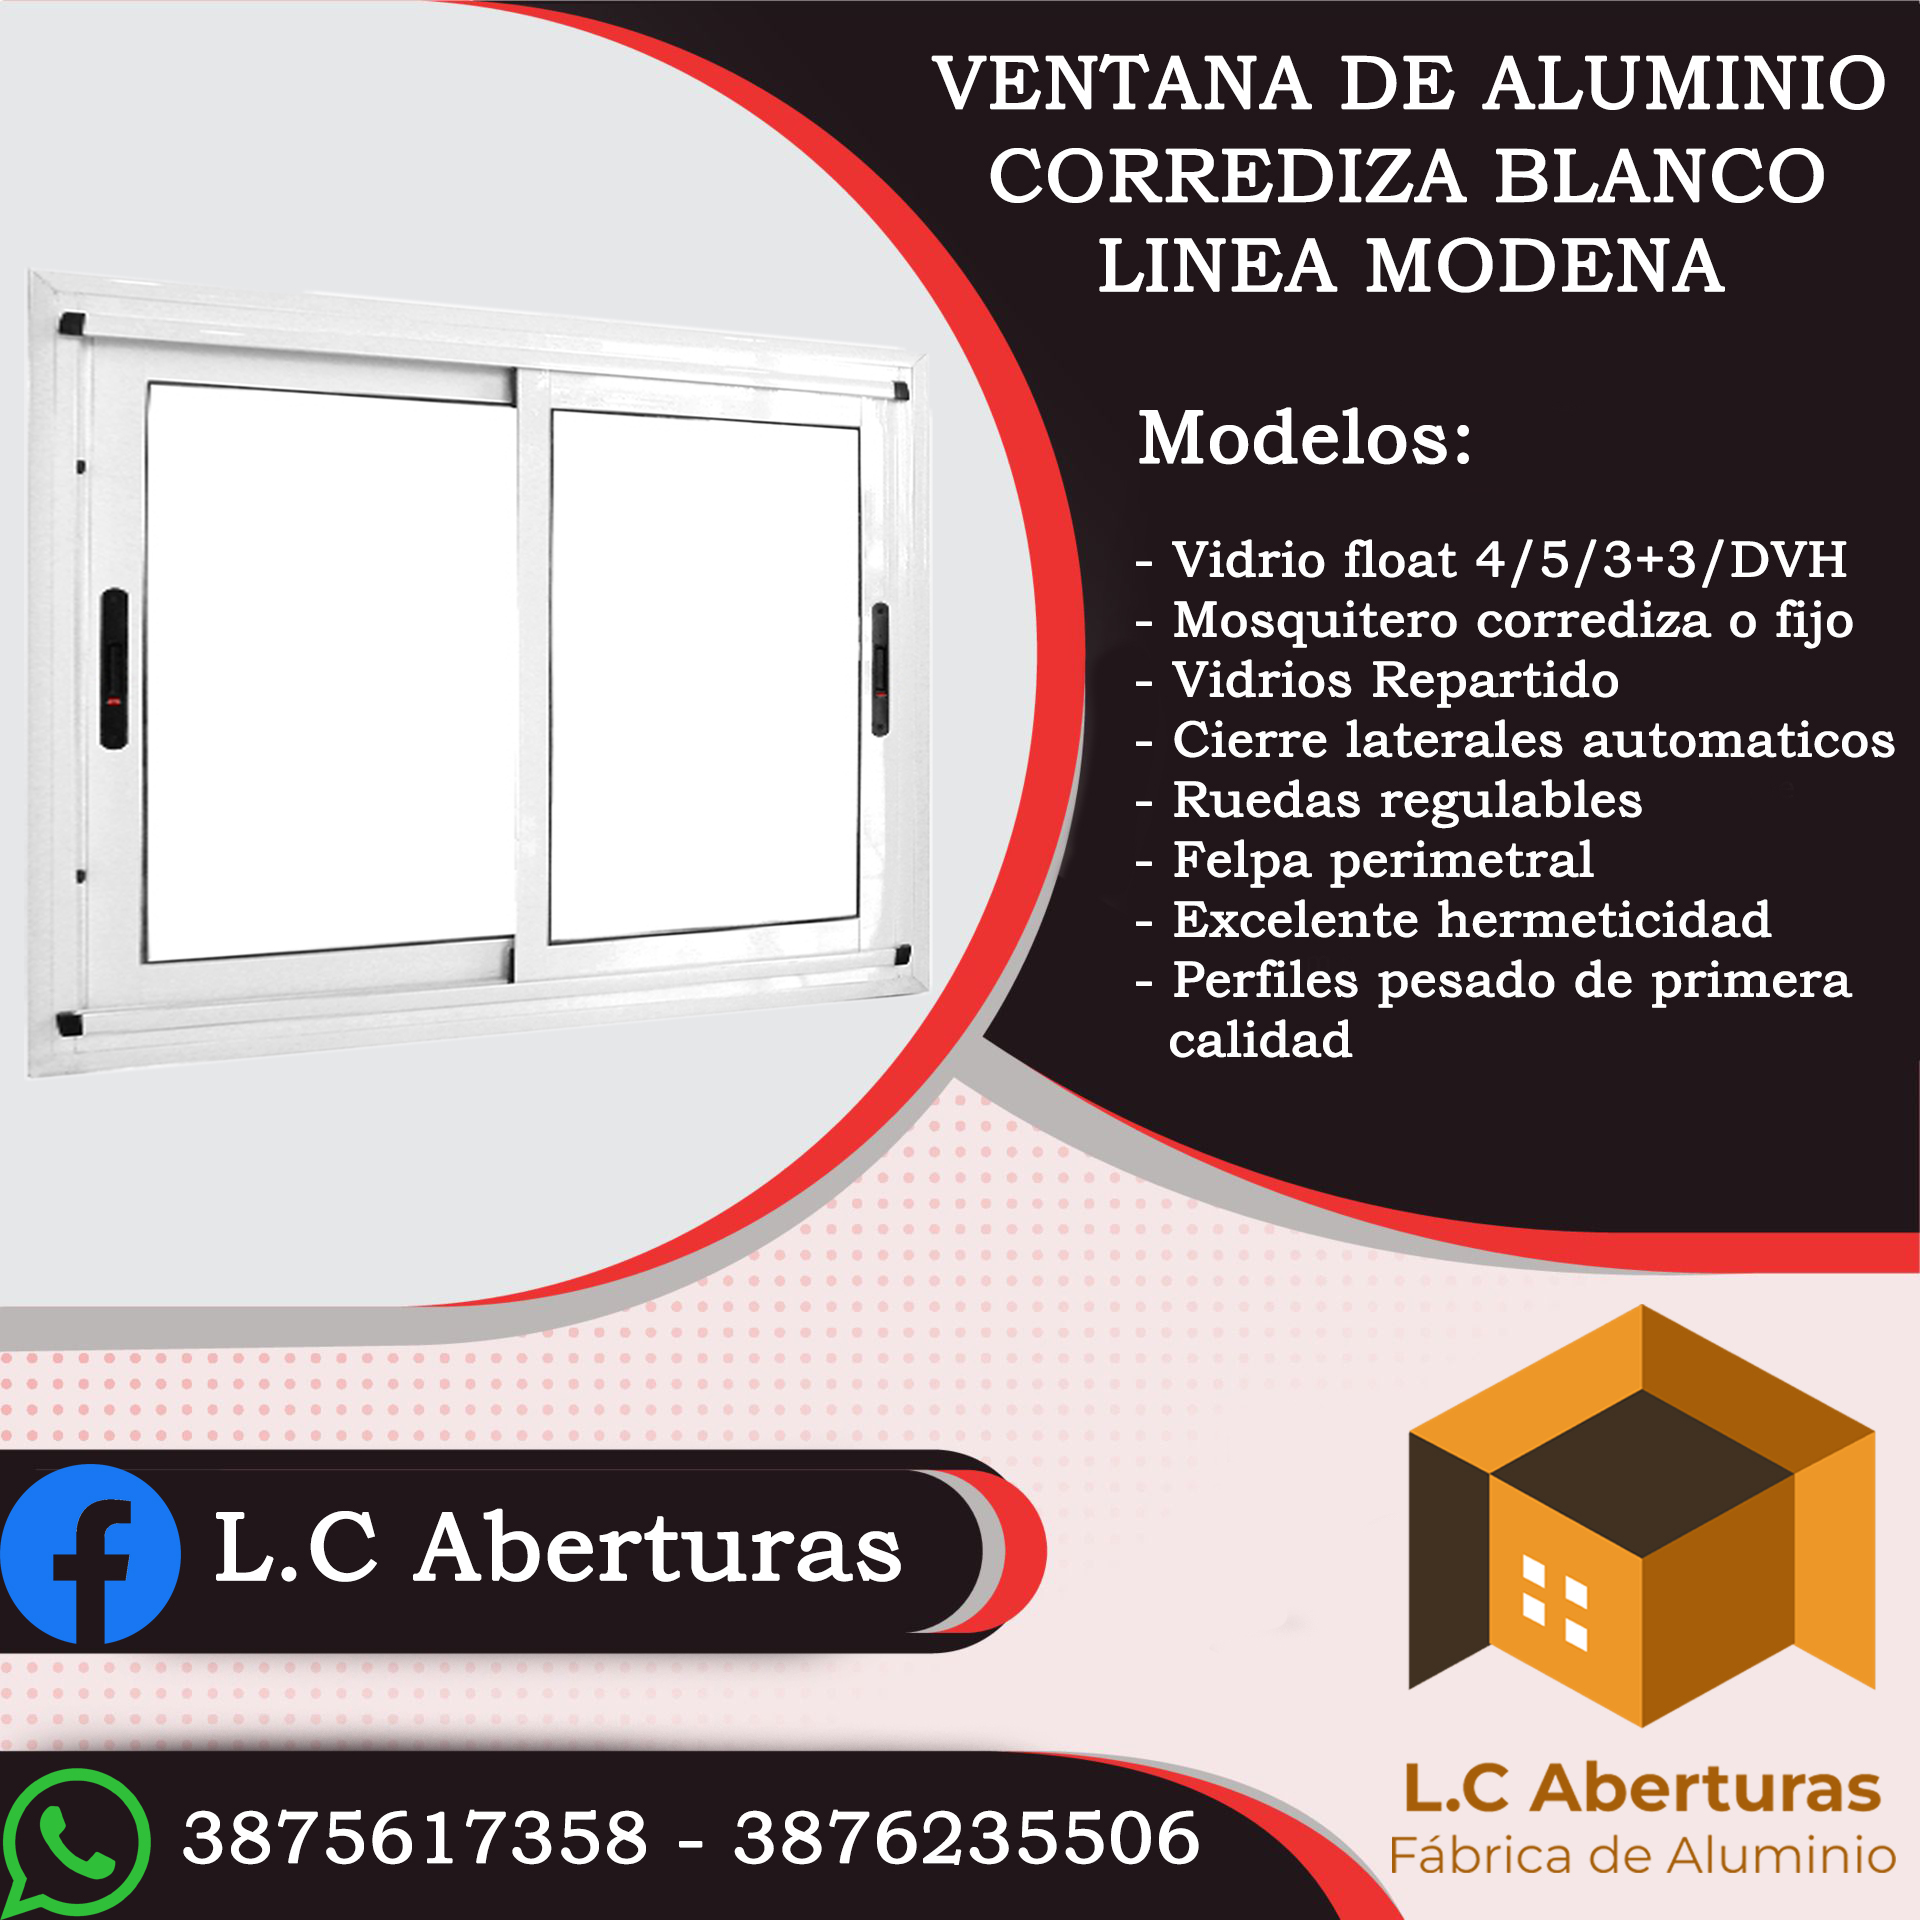 VENTANA DE ALUMINIO
CORREDIZA BLANCO
LINEA MODENA
Modelos:
- Vidrio float 4/5/3+3/DVH
- Mosquitero corrediza o fijo
- Vidrios Repartido
- Cierre laterales automaticos
- Ruedas regulables
- Felpa perimetral
- Excelente hermeticidad
- Perfiles pesado de primera
calidad
L.C Aberturas
3875617358 - 3876235506
L.C Aberturas
Fábrica de Aluminio